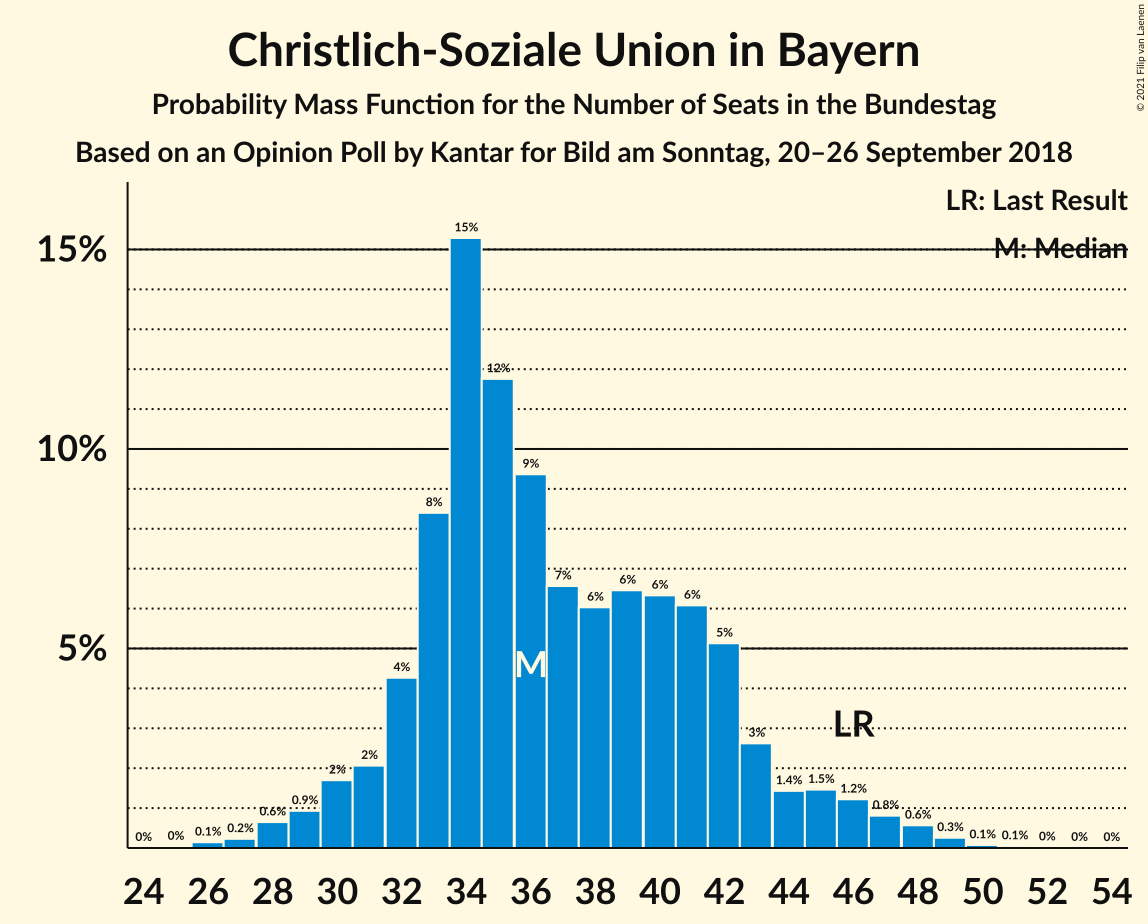 Christlich-Soziale Union in Bayern
Probability Mass Function for the Number of Seats in the Bundestag
Based on an Opinion Poll by Kantar for Bild am Sonntag, 20–26 September 2018
© 2021 Filip van Laenen
LR: Last Result
M: Median
15%
10%
5%
0% 0% 0.1% 0.2% 0.6% 0.9% 2% 2% 4% 8% 15% 12% 9% 7% 6% 6% 6% 6% 5% 3% 1.4% 1.5% 1.2% 0.8% 0.6% 0.3% 0.1% 0.1% 0% 0% 0%
M
LR
24 26 28 30 32 34 36 38 40 42 44 46 48 50 52 54